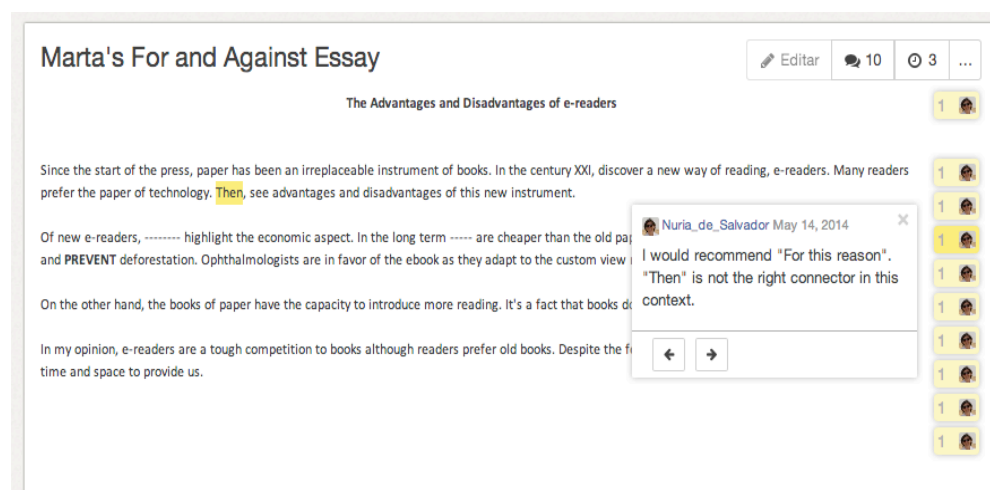 Marta's For and Against Essay
Editar
10
3
...
The Advantages and Disadvantages of e-readers
1
Since the start of the press, paper has been an irreplaceable instrument of books. In the century XXI, discover a new way of reading, e-readers. Many readers
1
prefer the paper of technology. Then, see advantages and disadvantages of this new instrument.
1
Of new e-readers, -------- highlight the economic aspect. In the long term ----- are cheaper than the old
1
and PREVENT deforestation. Ophthalmologists are in favor of the ebook as they adapt to the custom view
1
On the other hand, the books of paper have the capacity to introduce more reading. It's a fact that books
1
In my opinion, e-readers are a tough competition to books although readers prefer old books. Despite the
1
time and space to provide us.
1
1
1
Nuria_de_Salvador May 14, 2014
×
I would recommend "For this reason".
"Then" is not the right connector in this
context.